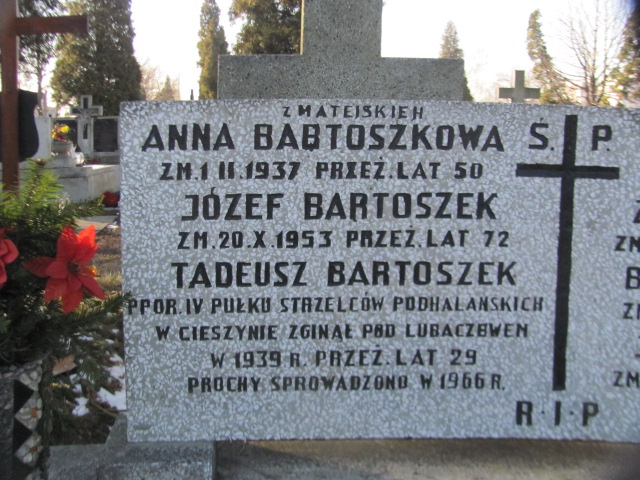 Z MATEJSKICH
ANNA BARTOSZKOWA Ś. P.
ZM. 1 II. 1937 PRZEŻ. LAT 50
JÓZEF BARTOSZEK
ZM. 20. X. 1953 PRZEŻ. LAT 72
TADEUSZ BARTOSZEK
PPOR. IV PUŁKU STRZELCÓW PODHALAŃSKICH
W CIESZYNIE ZGINĄŁ POD LUBACZOWEM
W 1939 R. PRZEŻ. LAT 29
PROCHY SPROWADZONO W 1966 R.
R · I · P